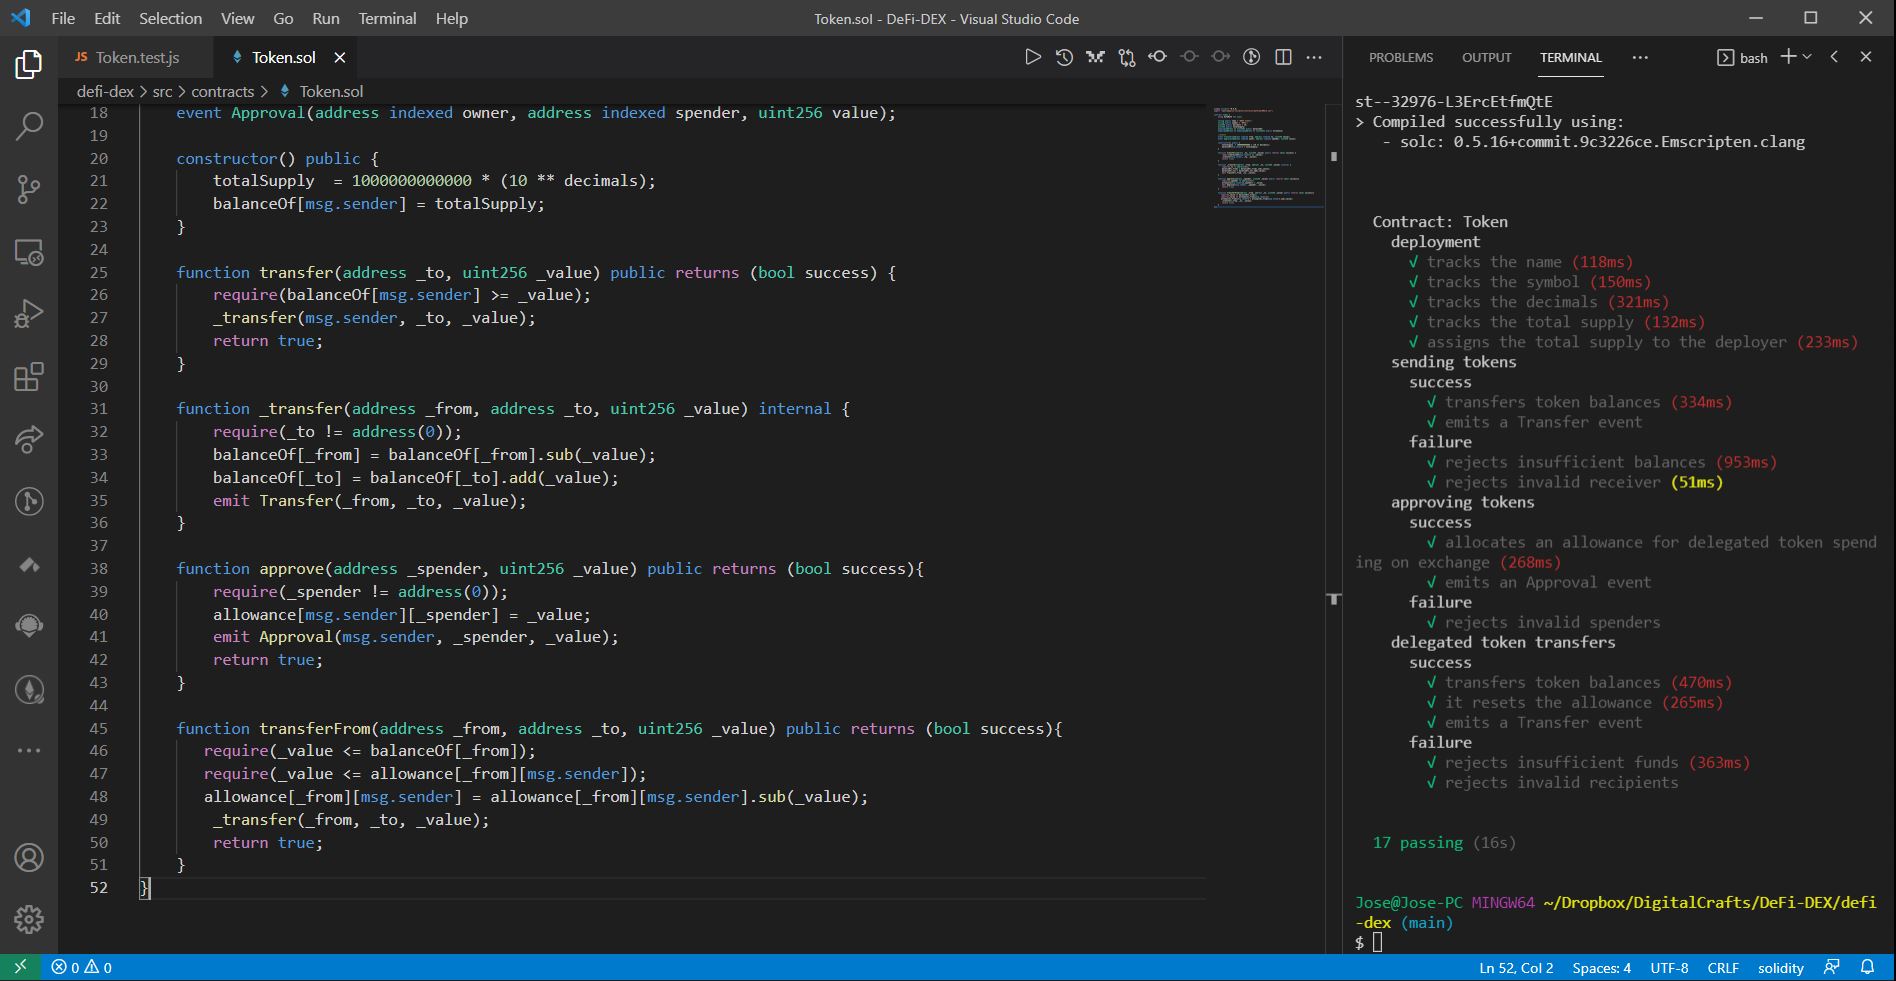 File Edit Selection View Go Run Terminal Help
Token.sol - DeFi-DEX - Visual Studio Code
JS Token.test.js
Token.sol
defi-dex > src > contracts > Token.sol
18 event Approval(address indexed owner, address indexed spender, uint256 value);
19
20 constructor() public {
21 totalSupply = 1000000000000 * (10 ** decimals);
22 balanceOf[msg.sender] = totalSupply;
23 }
24
25 function transfer(address _to, uint256 _value) public returns (bool success) {
26 require(balanceOf[msg.sender] >= _value);
27 _transfer(msg.sender, _to, _value);
28 return true;
29 }
30
31 function _transfer(address _from, address _to, uint256 _value) internal {
32 require(_to != address(0));
33 balanceOf[_from] = balanceOf[_from].sub(_value);
34 balanceOf[_to] = balanceOf[_to].add(_value);
35 emit Transfer(_from, _to, _value);
36 }
37
38 function approve(address _spender, uint256 _value) public returns (bool success){
39 require(_spender != address(0));
40 allowance[msg.sender][_spender] = _value;
41 emit Approval(msg.sender, _spender, _value);
42 return true;
43 }
44
45 function transferFrom(address _from, address _to, uint256 _value) public returns (bool success){
46 require(_value <= balanceOf[_from]);
47 require(_value <= allowance[_from][msg.sender]);
48 allowance[_from][msg.sender] = allowance[_from][msg.sender].sub(_value);
49 _transfer(_from, _to, _value);
50 return true;
51 }
52 }
PROBLEMS OUTPUT TERMINAL ··· bash
st--32976-L3ErcEtfmQtE
> Compiled successfully using:
- solc: 0.5.16+commit.9c3226ce.Emscripten.clang
Contract: Token
deployment
√ tracks the name (118ms)
√ tracks the symbol (150ms)
√ tracks the decimals (321ms)
√ tracks the total supply (132ms)
√ assigns the total supply to the deployer (233ms)
sending tokens
success
√ transfers token balances (334ms)
√ emits a Transfer event
failure
√ rejects insufficient balances (953ms)
√ rejects invalid receiver (51ms)
approving tokens
success
√ allocates an allowance for delegated token spend
ing on exchange (268ms)
√ emits an Approval event
failure
√ rejects invalid spenders
delegated token transfers
success
√ transfers token balances (470ms)
√ it resets the allowance (265ms)
√ emits a Transfer event
failure
√ rejects insufficient funds (363ms)
√ rejects invalid recipients
17 passing (16s)
Jose@Jose-PC MINGW64 ~/Dropbox/DigitalCrafts/DeFi-DEX/defi
-dex (main)
$
0 0
Ln 52, Col 2 Spaces: 4 UTF-8 CRLF solidity